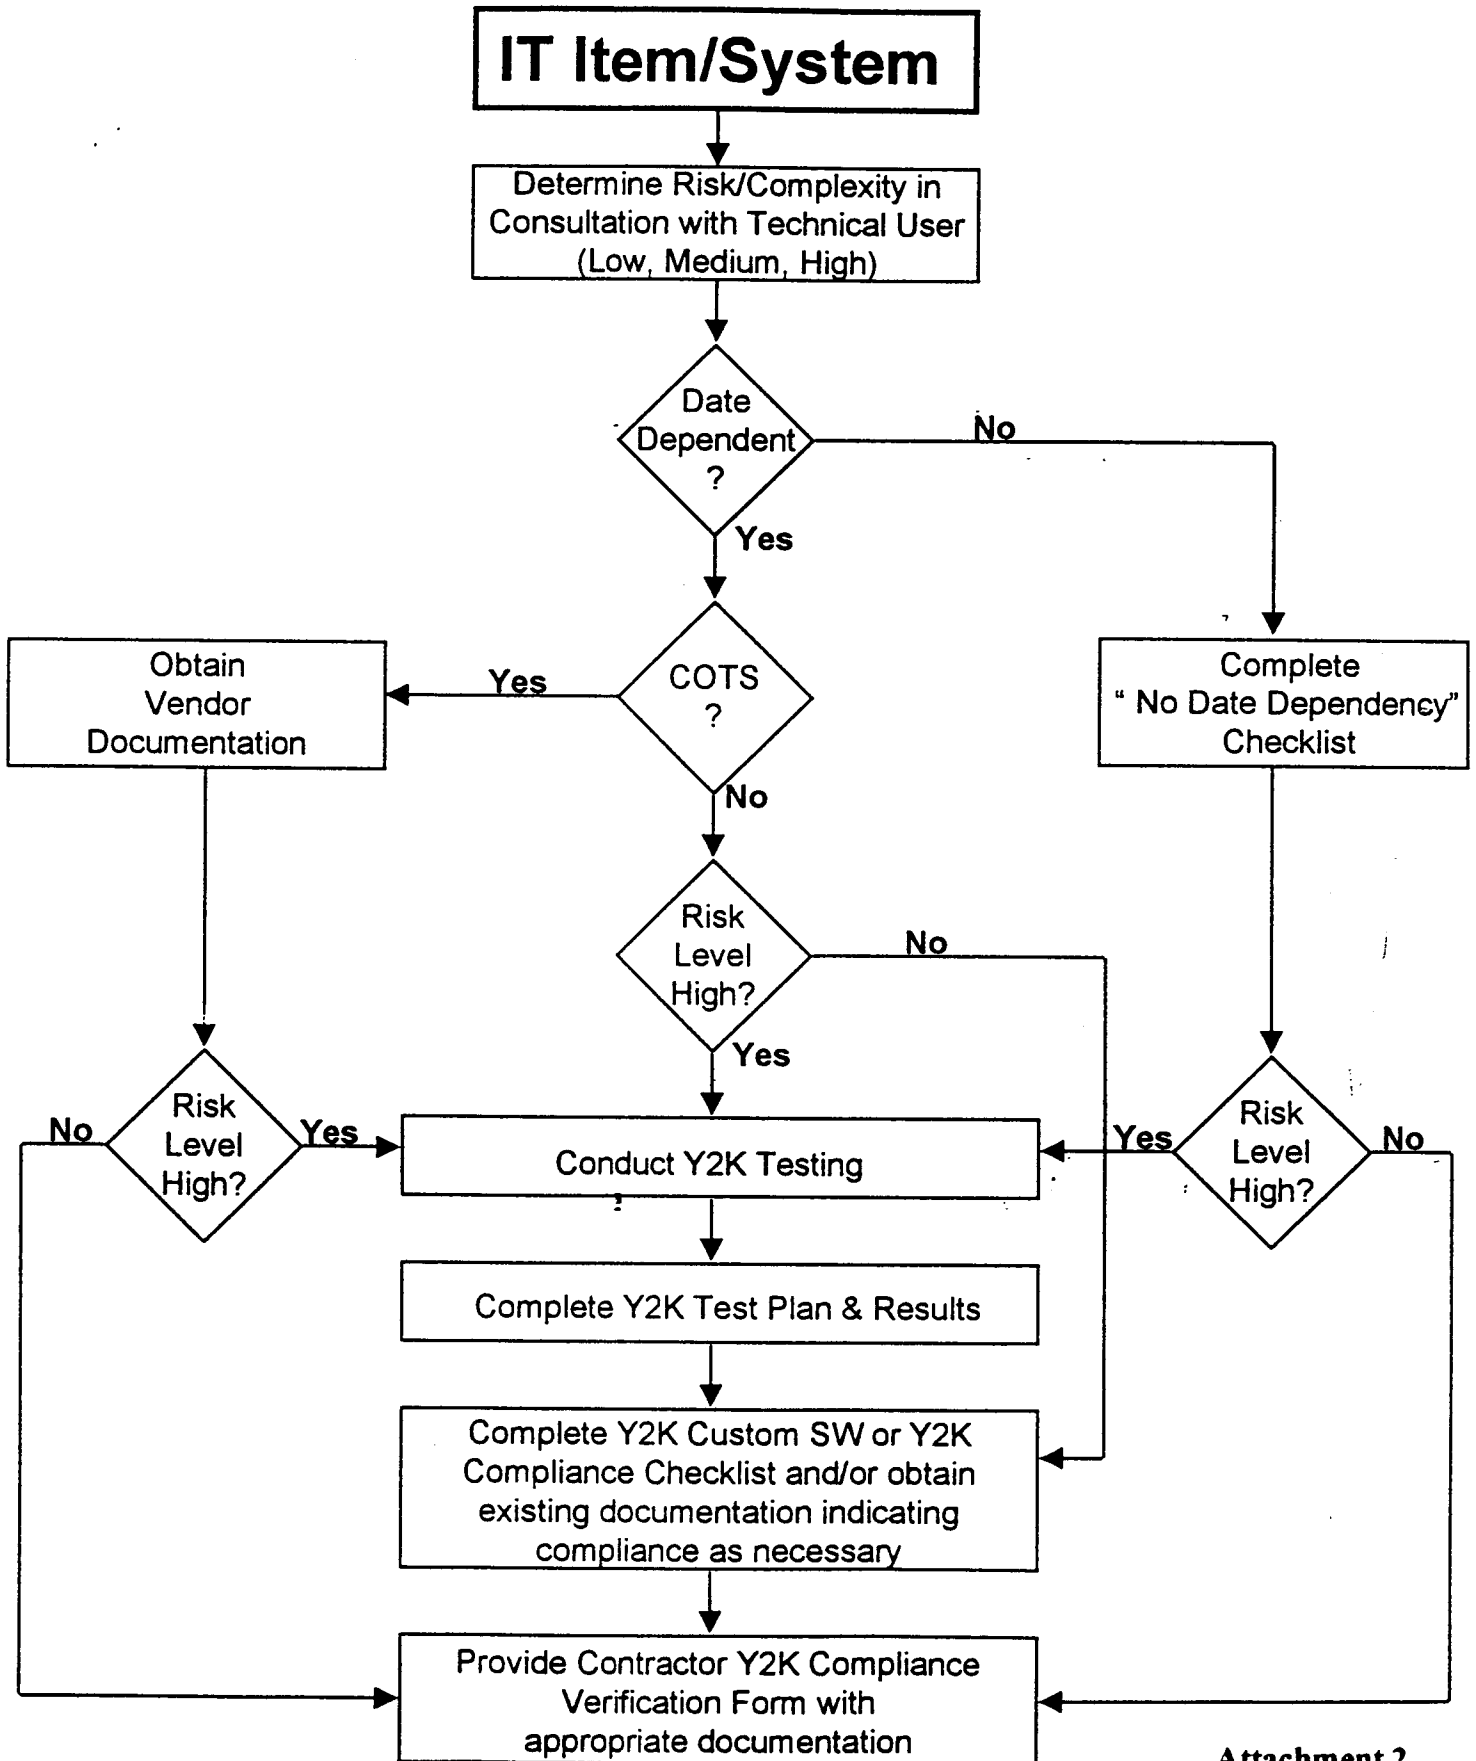 IT Item/System
Determine Risk/Complexity in
Consultation with Technical User
(Low, Medium, High)
Date
Dependent
?
No
Yes
COTS
?
Yes
No
Obtain
Vendor
Documentation
Complete
“ No Date Dependency”
Checklist
Risk
Level
High?
No
Yes
Risk
Level
High?
No
Yes
Risk
Level
High?
Yes
No
Conduct Y2K Testing
Complete Y2K Test Plan & Results
Complete Y2K Custom SW or Y2K
Compliance Checklist and/or obtain
existing documentation indicating
compliance as necessary
Provide Contractor Y2K Compliance
Verification Form with
appropriate documentation
Attachment 2